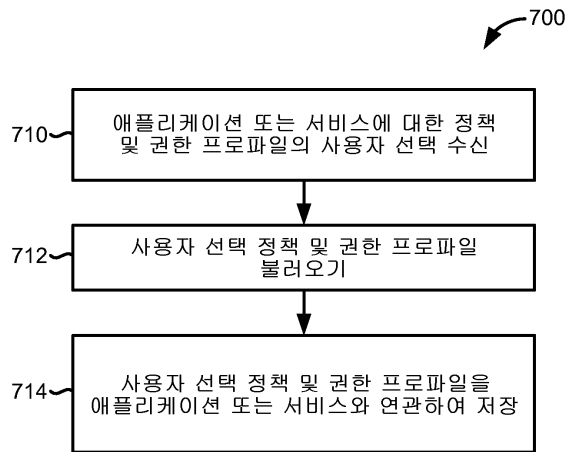 700
710
애플리케이션 또는 서비스에 대한 정책
및 권한 프로파일의 사용자 선택 수신
712
사용자 선택 정책 및 권한 프로파일
불러오기
714
사용자 선택 정책 및 권한 프로파일을
애플리케이션 또는 서비스와 연관하여 저장